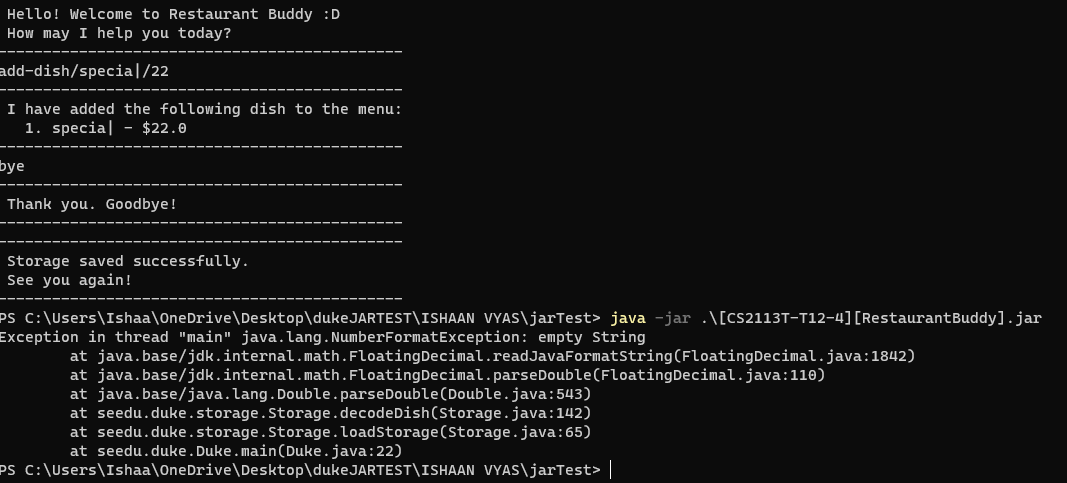 Hello! Welcome to Restaurant Buddy :D
How may I help you today?
---------------------------------------------
add-dish/specia|/22
---------------------------------------------
I have added the following dish to the menu:
1. specia| - $22.0
---------------------------------------------
bye
---------------------------------------------
Thank you. Goodbye!
---------------------------------------------
---------------------------------------------
Storage saved successfully.
See you again!
---------------------------------------------
PS C:\Users\Ishaa\OneDrive\Desktop\dukeJARTEST\ISHAAN VYAS\jarTest> java -jar .\[CS2113T-T12-4][RestaurantBuddy].jar
Exception in thread "main" java.lang.NumberFormatException: empty String
at java.base/jdk.internal.math.FloatingDecimal.readJavaFormatString(FloatingDecimal.java:1842)
at java.base/jdk.internal.math.FloatingDecimal.parseDouble(FloatingDecimal.java:110)
at java.base/java.lang.Double.parseDouble(Double.java:543)
at seedu.duke.storage.Storage.decodeDish(Storage.java:142)
at seedu.duke.storage.Storage.loadStorage(Storage.java:65)
at seedu.duke.Duke.main(Duke.java:22)
PS C:\Users\Ishaa\OneDrive\Desktop\dukeJARTEST\ISHAAN VYAS\jarTest>